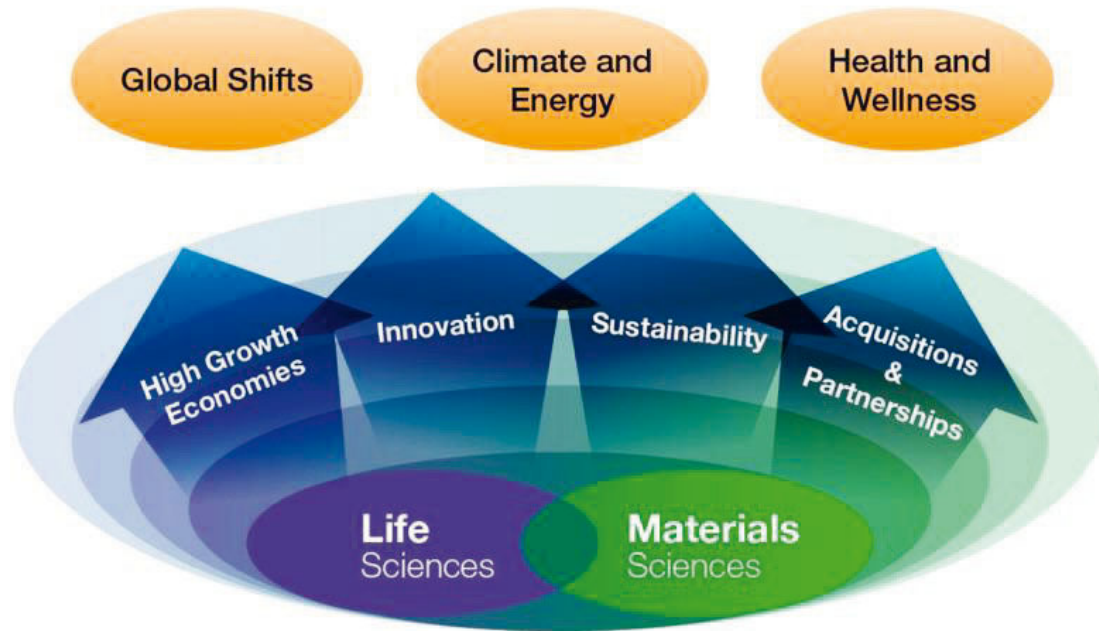 Global Shifts
Climate and
Energy
Health and
Wellness
High Growth
Economies
Innovation
Sustainability
Acquisitions
&
Partnerships
Life
Sciences
Materials
Sciences